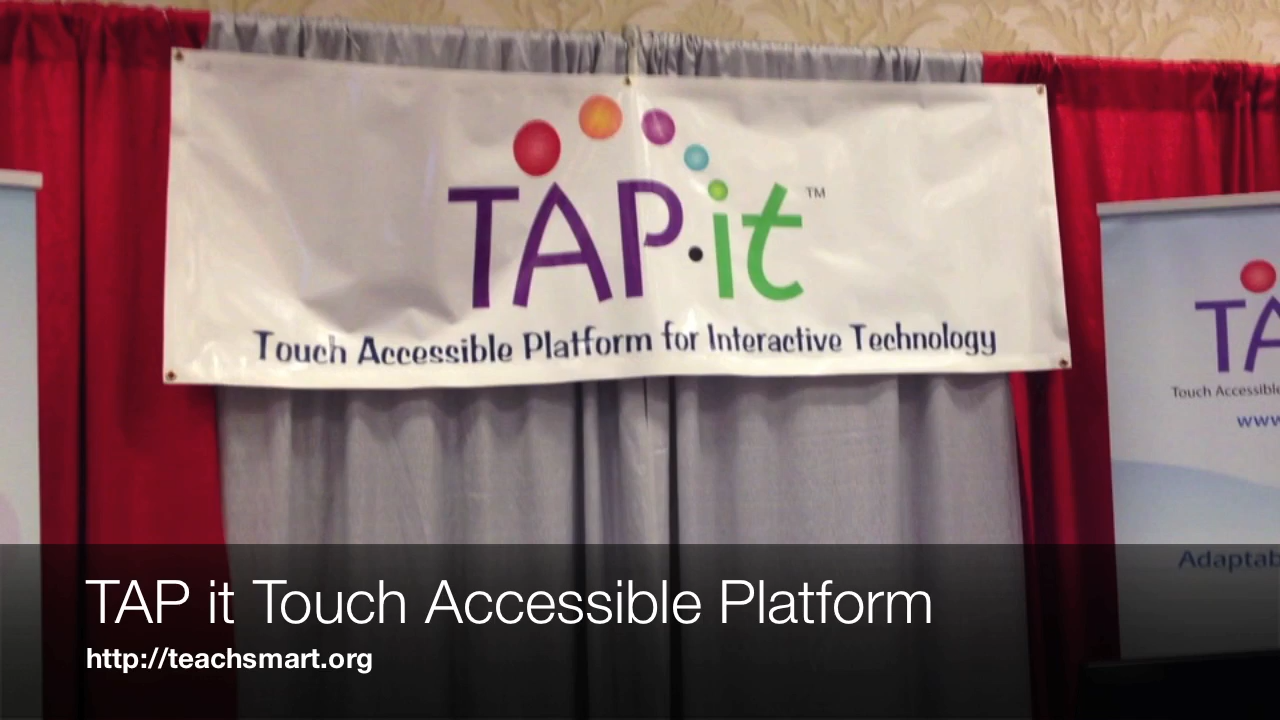 TAP·it™
Touch Accessible Platform for Interactive Technology
TA
Touch Accessible
www
Adaptab
TAP it Touch Accessible Platform
http://teachsmart.org